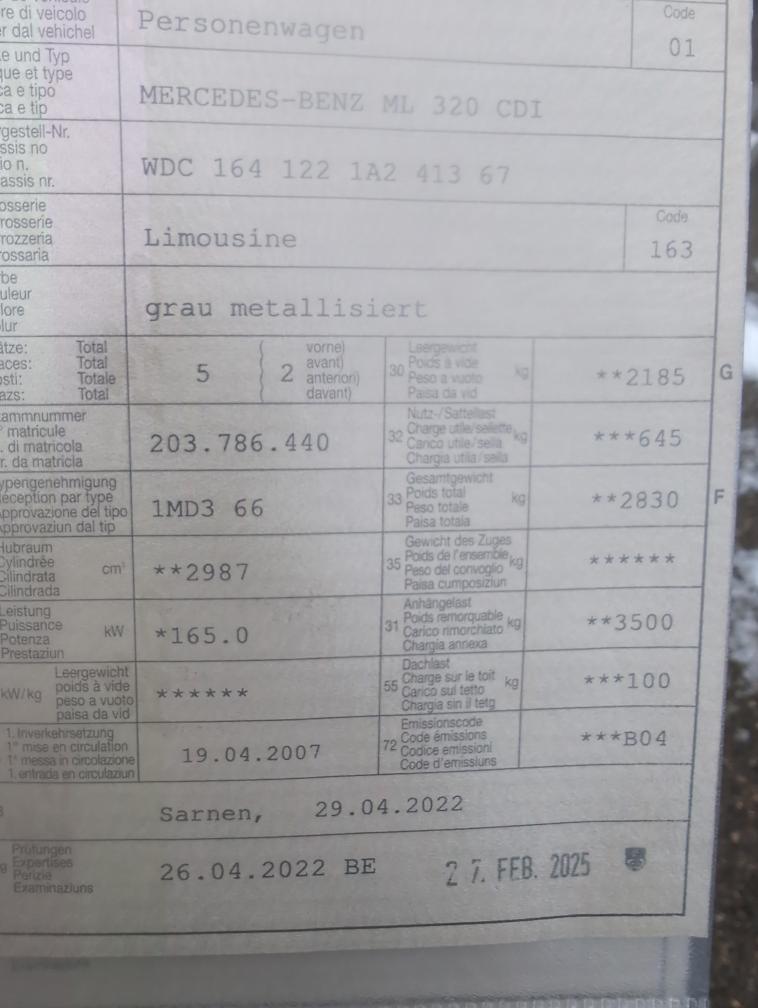 re di veicolo
er dal vehichel
Personenwagen
Code
01
e und Typ
que et type
ca e tipo
ca e tip
MERCEDES-BENZ ML 320 CDI
gestell-Nr.
ssis no
io n.
assis nr.
WDC 164 122 1A2 413 67
osserie
rosserie
rozzeria
rossaria
Limousine
Code
163
be
uleur
lore
lur
grau metallisiert
ätze: Total
aces: Total
osti: Totale
azs: Total
5
2
vorne)
avant)
anteriori)
davant)
30
Leergewicht
Poids à vide
Peso a vuoto
Paisa da vid
kg
**2185
G
ammnummer
° matricule
. di matricola
r. da matricla
203.786.440
32
Nutz-/Sattellast
Charge utile/sellette
Carico utile/sella
Chargia utila/sella
kg
***645
ypengenehmigung
éception par type
pprovazione del tipo
pprovaziun dal tip
1MD3 66
33
Gesamtgewicht
Poids total
Peso totale
Paisa totala
kg
**2830
F
Hubraum
Cylindrée
Cilindrata
Cilindrada
cm³
**2987
35
Gewicht des Zuges
Poids de l'ensemble
Peso del convoglio
Paisa cumposiziun
kg
******
Leistung
Puissance
Potenza
Prestaziun
kW
*165.0
31
Anhängelast
Poids remorquable
Carico rimorchiato
Chargia annexa
kg
**3500
kW/kg
Leergewicht
poids à vide
peso a vuoto
paisa da vid
******
55
Dachlast
Charge sur le toit
Carico sul tetto
Chargia sin il tetg
kg
***100
1. Inverkehrsetzung
1re mise en circulation
1a messa in circolazione
1. entrada en circulaziun
19.04.2007
72
Emissionscode
Code émissions
Codice emissioni
Code d'emissiuns
***B04
Sarnen, 29.04.2022
Prüfungen
Expertises
Perizie
Examinaziuns
26.04.2022 BE
27. FEB. 2025